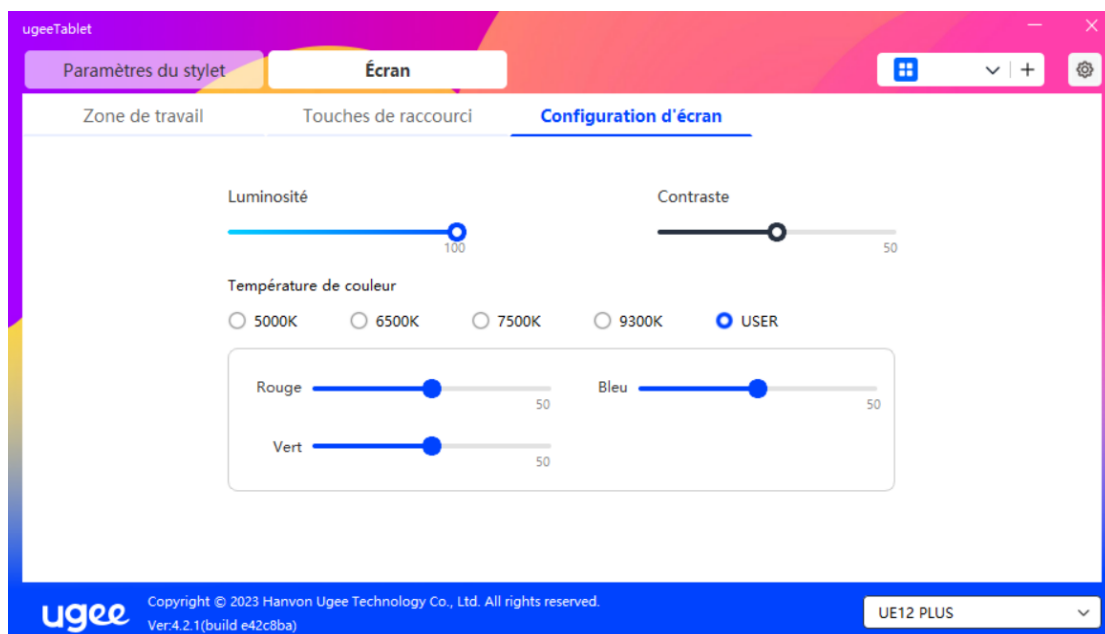 ugeeTablet
Paramètres du stylet Écran
Zone de travail Touches de raccourci Configuration d'écran
Luminosité Contraste
100 50
Température de couleur
5000K 6500K 7500K 9300K USER
Rouge Bleu
50 50
Vert
50
ugee Copyright © 2023 Hanvon Ugee Technology Co., Ltd. All rights reserved.
Ver:4.2.1(build e42c8ba)
UE12 PLUS